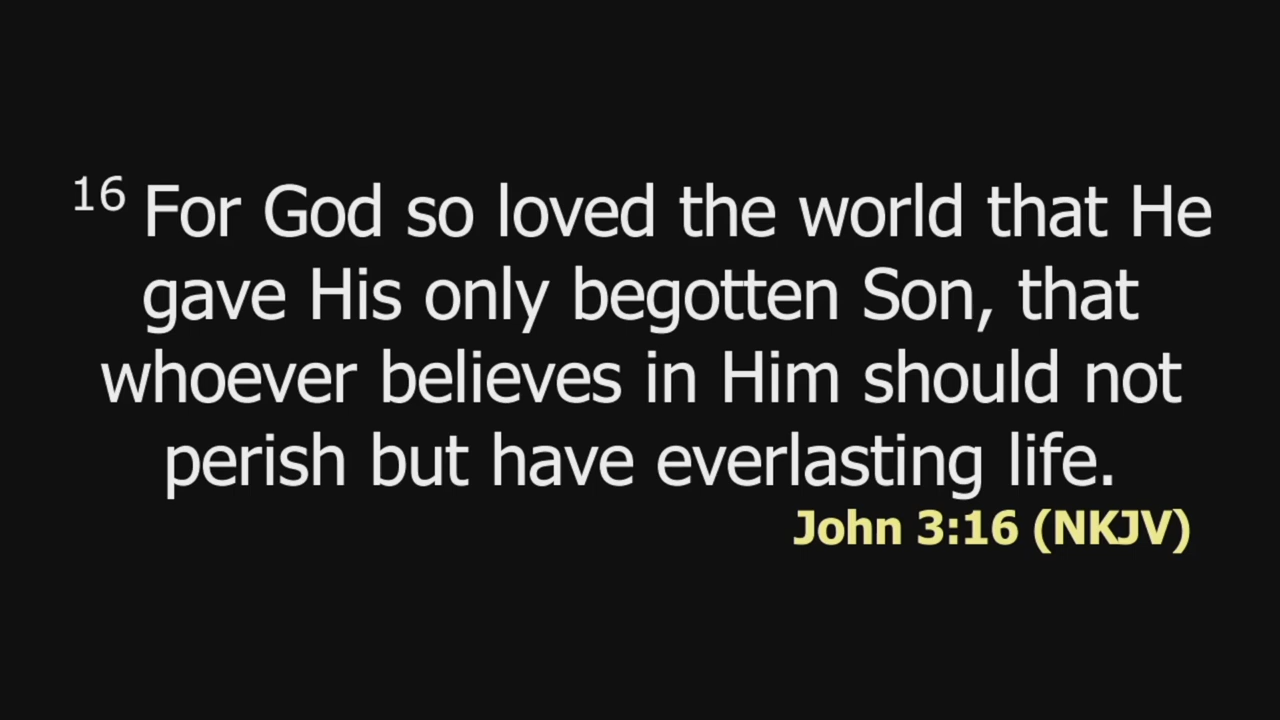 16 For God so loved the world that He
gave His only begotten Son, that
whoever believes in Him should not
perish but have everlasting life.
John 3:16 (NKJV)